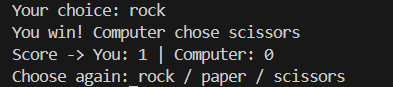 Your choice: rock
You win! Computer chose scissors
Score -> You: 1 | Computer: 0
Choose again: rock / paper / scissors